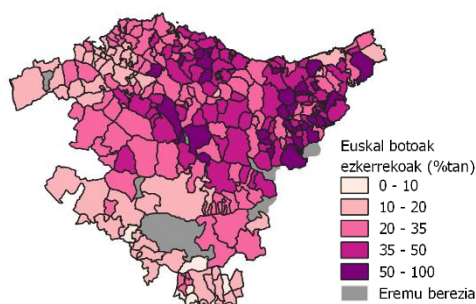 Euskal botoak
ezkerrekoak (%tan)
0 - 10
10 - 20
20 - 35
35 - 50
50 - 100
Eremu berezia